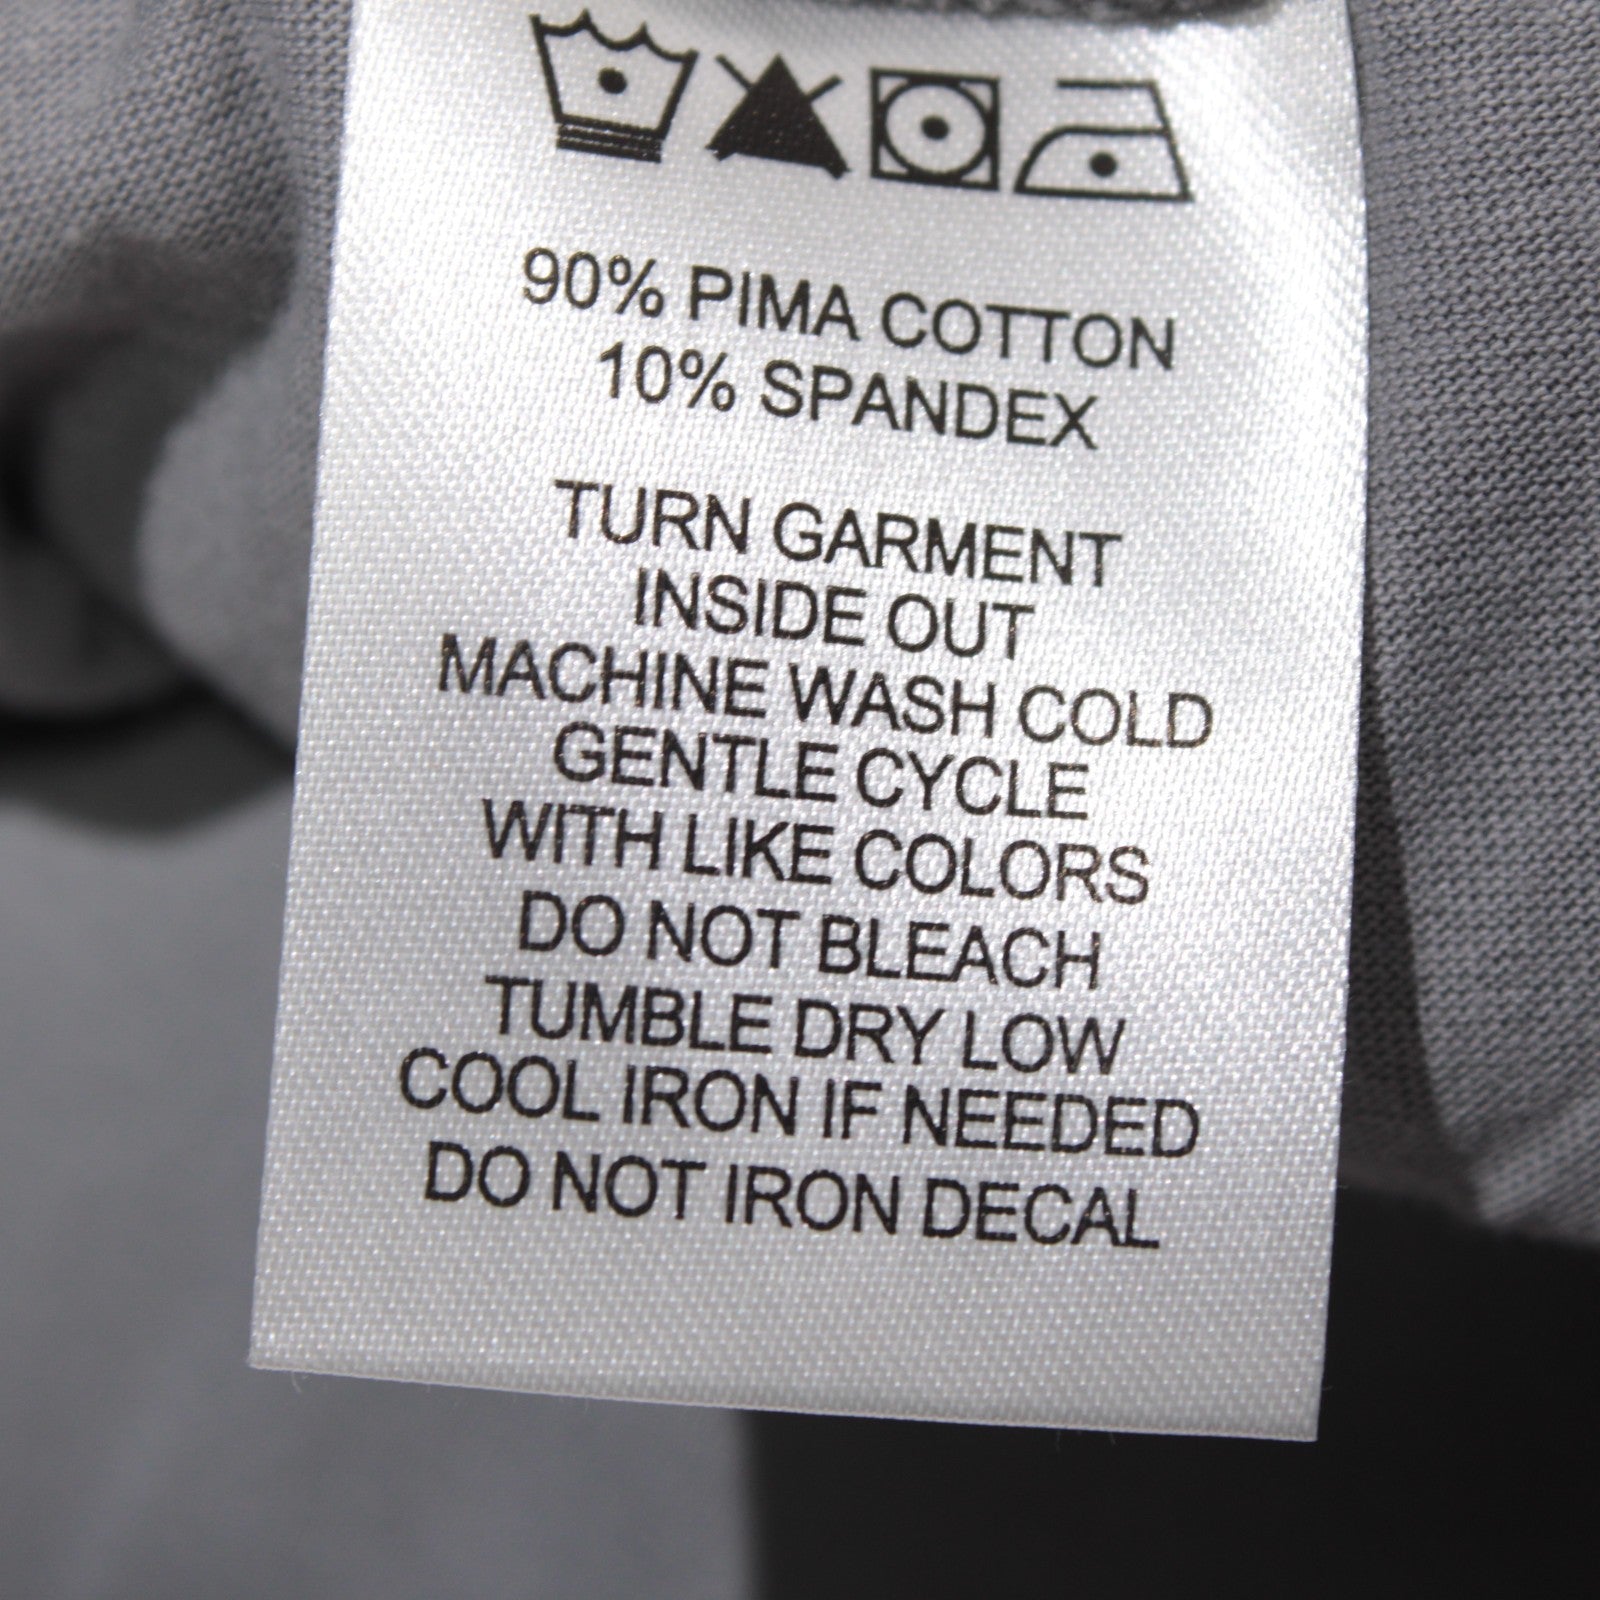 90% PIMA COTTON
10% SPANDEX
TURN GARMENT
INSIDE OUT
MACHINE WASH COLD
GENTLE CYCLE
WITH LIKE COLORS
DO NOT BLEACH
TUMBLE DRY LOW
COOL IRON IF NEEDED
DO NOT IRON DECAL